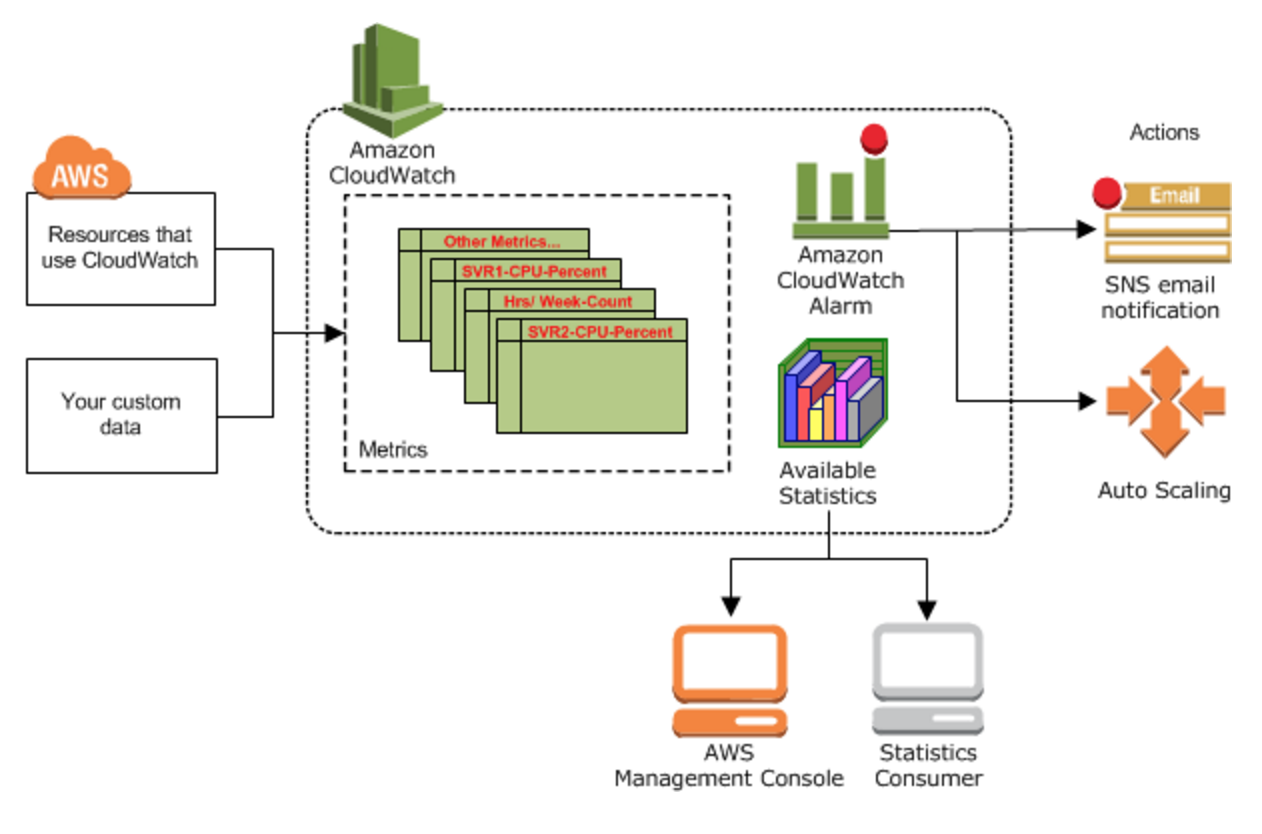 Amazon
CloudWatch
AWS
Resources that
use CloudWatch
Your custom
data
Other Metrics...
SVR1-CPU-Percent
Hrs/ Week-Count
SVR2-CPU-Percent
Metrics
Amazon
CloudWatch
Alarm
Available
Statistics
Actions
Email
SNS email
notification
Auto Scaling
AWS
Management Console
Statistics
Consumer